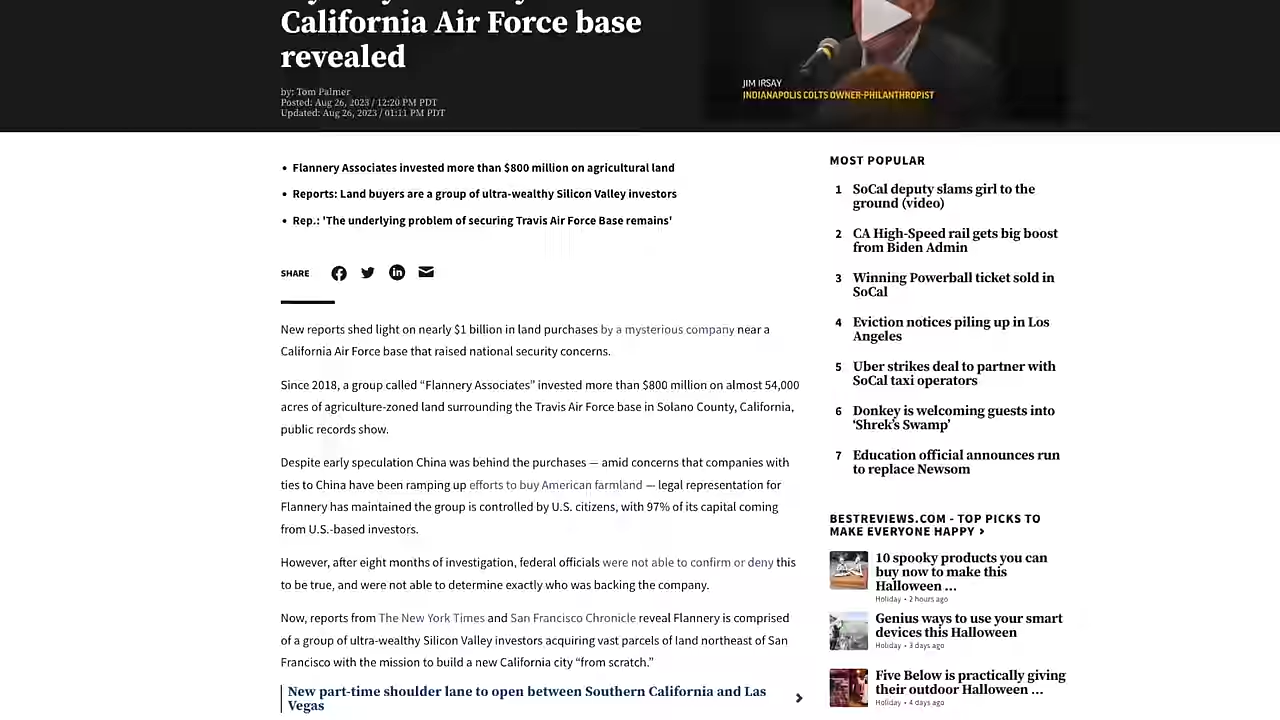 California Air Force base
revealed
by: Tom Palmer
Posted: Aug 26, 2023 / 12:20 PM PDT
Updated: Aug 26, 2023 / 01:11 PM PDT
JIM IRSAY
INDIANAPOLIS COLTS OWNER-PHILANTHROPIST
• Flannery Associates invested more than $800 million on agricultural land
• Reports: Land buyers are a group of ultra-wealthy Silicon Valley investors
• Rep.: 'The underlying problem of securing Travis Air Force Base remains'
SHARE
New reports shed light on nearly $1 billion in land purchases by a mysterious company near a
California Air Force base that raised national security concerns.
Since 2018, a group called “Flannery Associates” invested more than $800 million on almost 54,000
acres of agriculture-zoned land surrounding the Travis Air Force base in Solano County, California,
public records show.
Despite early speculation China was behind the purchases — amid concerns that companies with
ties to China have been ramping up efforts to buy American farmland — legal representation for
Flannery has maintained the group is controlled by U.S. citizens, with 97% of its capital coming
from U.S.-based investors.
However, after eight months of investigation, federal officials were not able to confirm or deny this
to be true, and were not able to determine exactly who was backing the company.
Now, reports from The New York Times and San Francisco Chronicle reveal Flannery is comprised
of a group of ultra-wealthy Silicon Valley investors acquiring vast parcels of land northeast of San
Francisco with the mission to build a new California city “from scratch.”
New part-time shoulder lane to open between Southern California and Las
Vegas
MOST POPULAR
1 SoCal deputy slams girl to the
ground (video)
2 CA High-Speed rail gets big boost
from Biden Admin
3 Winning Powerball ticket sold in
SoCal
4 Eviction notices piling up in Los
Angeles
5 Uber strikes deal to partner with
SoCal taxi operators
6 Donkey is welcoming guests into
‘Shrek’s Swamp’
7 Education official announces run
to replace Newsom
BESTREVIEWS.COM - TOP PICKS TO
MAKE EVERYONE HAPPY ›
10 spooky products you can
buy now to make this
Halloween …
Holiday • 2 hours ago
Genius ways to use your smart
devices this Halloween
Holiday • 3 days ago
Five Below is practically giving
their outdoor Halloween …
Holiday • 4 days ago